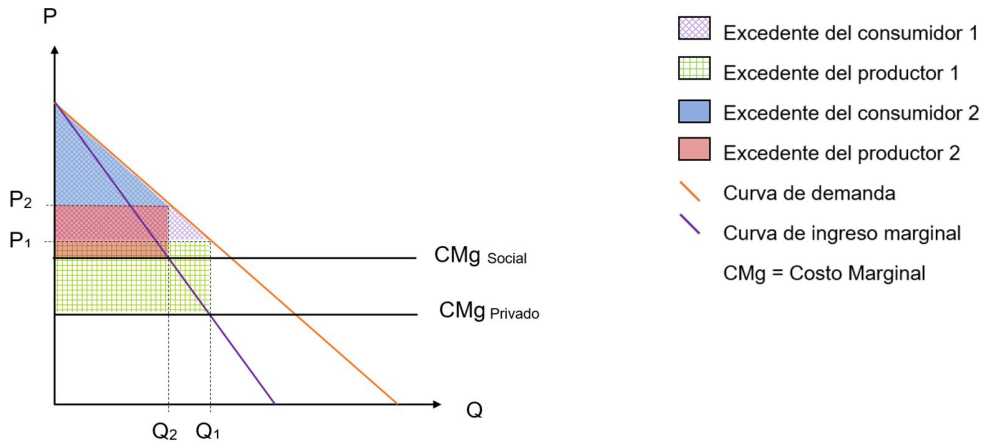 P
Excedente del consumidor 1
Excedente del productor 1
Excedente del consumidor 2
Excedente del productor 2
Curva de demanda
Curva de ingreso marginal
CMg = Costo Marginal
P2
P1
CMg Social
CMg Privado
Q
Q2 Q1